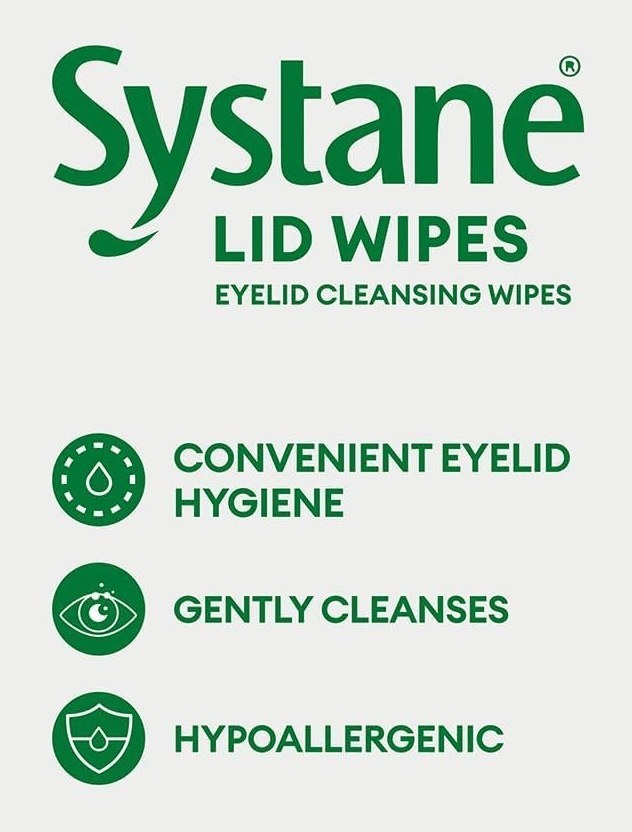 Systane®
LID WIPES
EYELID CLEANSING WIPES
CONVENIENT EYELID
HYGIENE
GENTLY CLEANSES
HYPOALLERGENIC